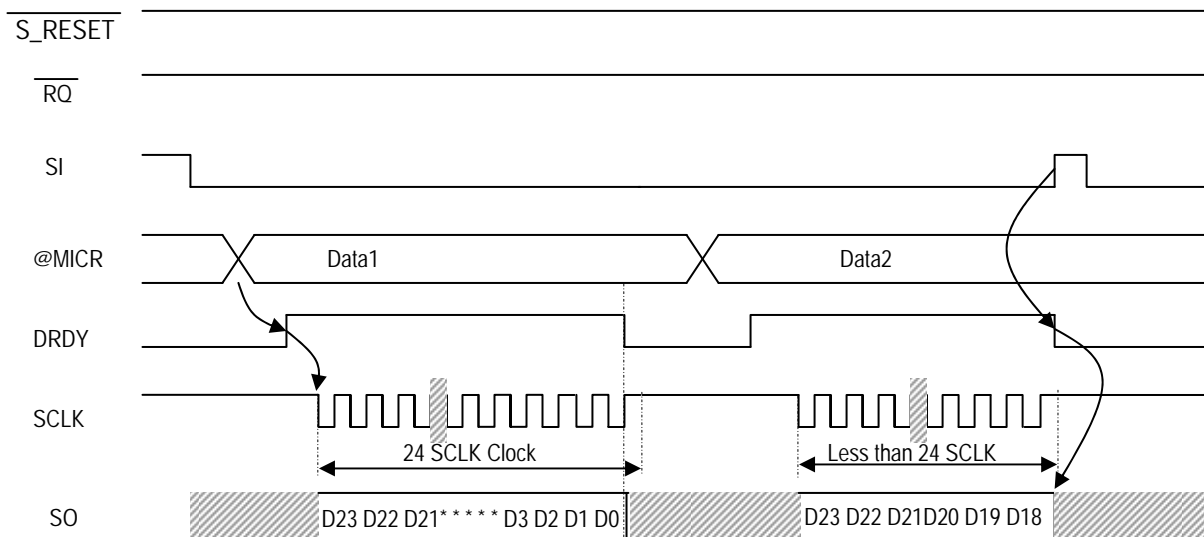 S_RESET
RQ
SI
@MICR Data1 Data2
DRDY
SCLK
24 SCLK Clock Less than 24 SCLK
SO D23 D22 D21* * * * * D3 D2 D1 D0 D23 D22 D21D20 D19 D18